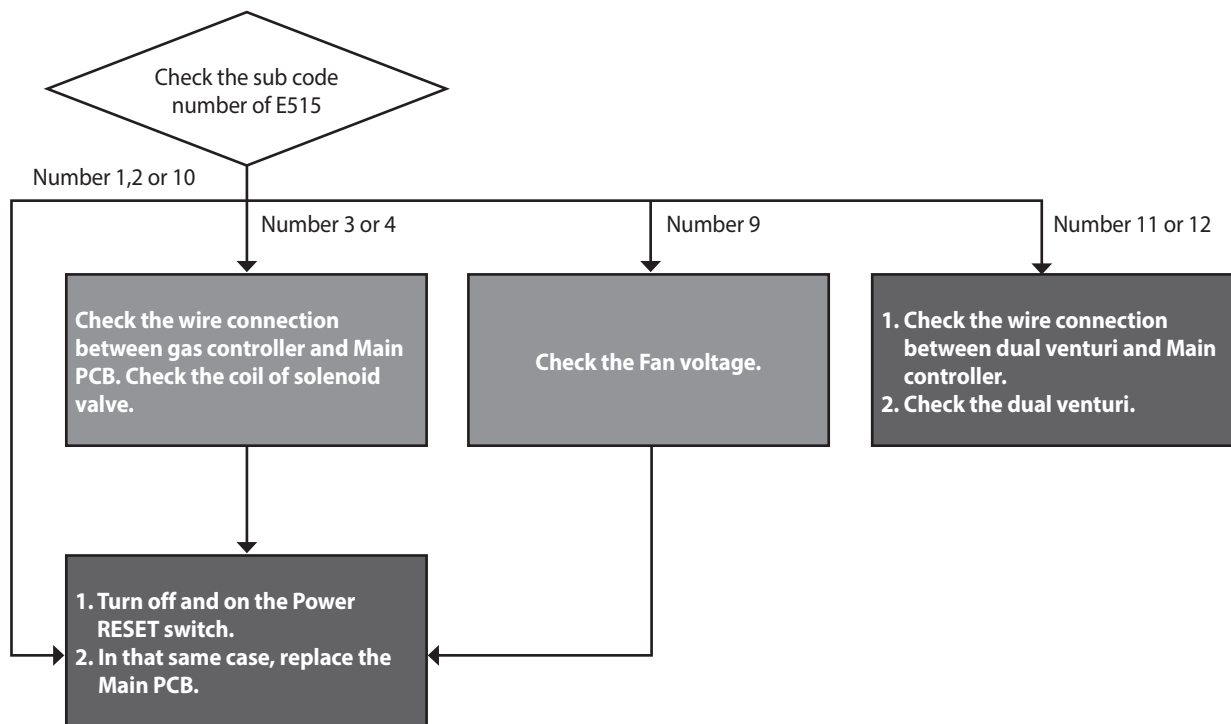 Check the sub code
number of E515
Number 1,2 or 10
Number 3 or 4
Number 9
Number 11 or 12
Check the wire connection
between gas controller and Main
PCB. Check the coil of solenoid
valve.
Check the Fan voltage.
1. Check the wire connection
between dual venturi and Main
controller.
2. Check the dual venturi.
1. Turn off and on the Power
RESET switch.
2. In that same case, replace the
Main PCB.